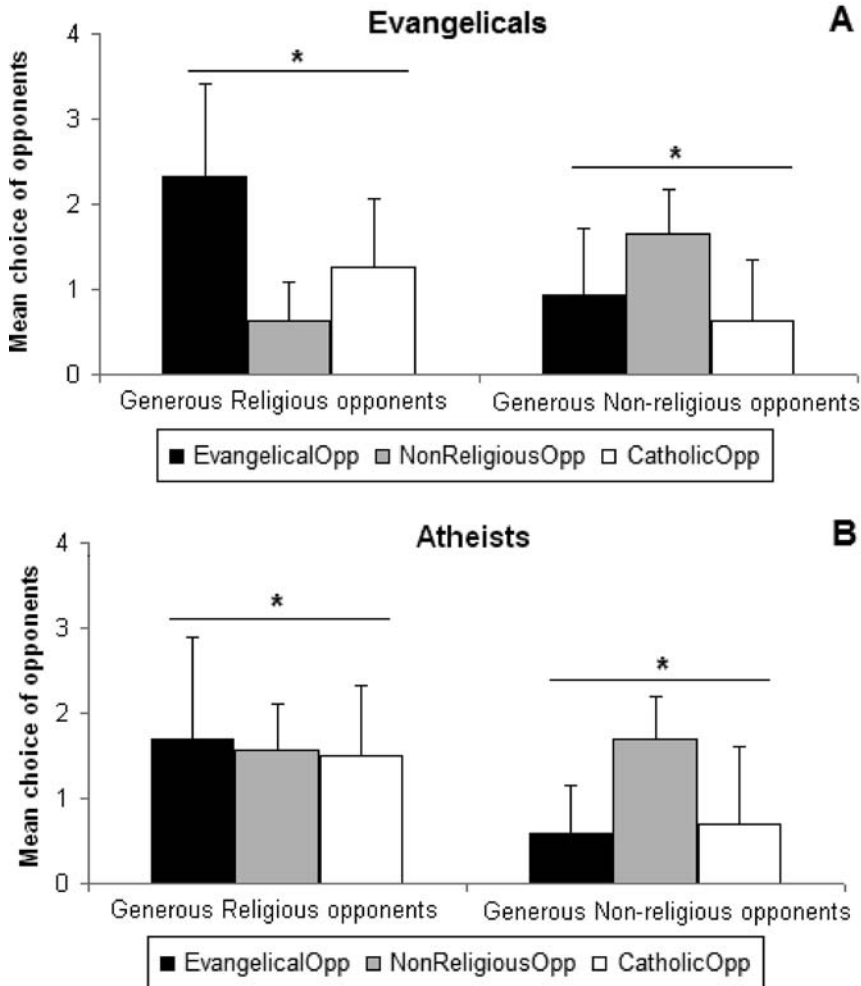 Evangelicals
A
Mean choice of opponents
4
3
2
1
0
*
*
Generous Religious opponents
Generous Non-religious opponents
EvangelicalOpp NonReligiousOpp CatholicOpp
Atheists
B
Mean choice of opponents
4
3
2
1
0
*
*
Generous Religious opponents
Generous Non-religious opponents
EvangelicalOpp NonReligiousOpp CatholicOpp